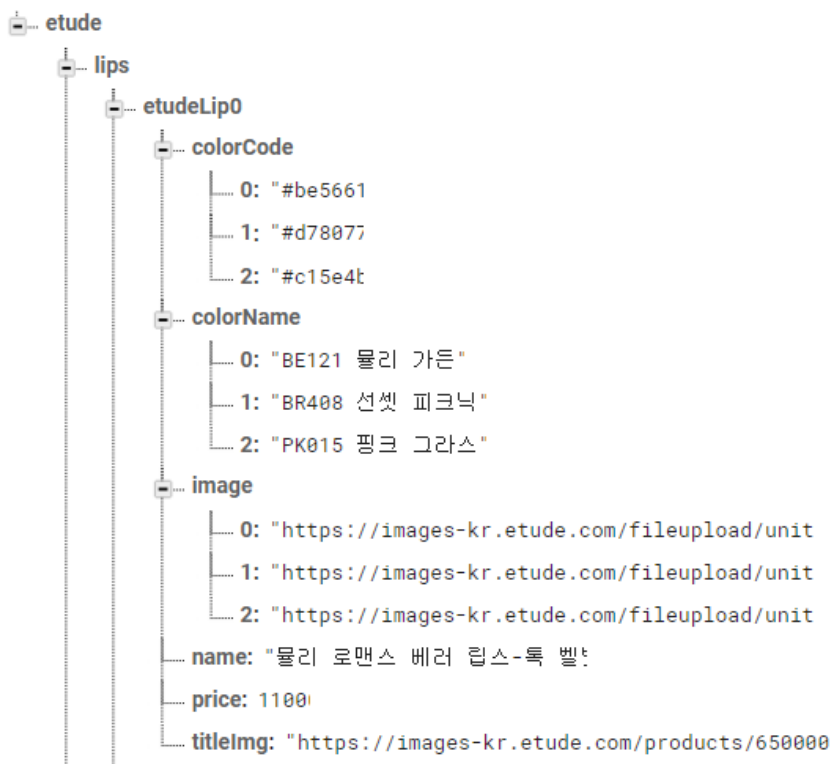 etude
lips
etudeLip0
colorCode
0: "#be5661
1: "#d78077
2: "#c15e4b
colorName
0: "BE121 뮬리 가든"
1: "BR408 선셋 피크닉"
2: "PK015 핑크 그라스"
image
0: "https://images-kr.etude.com/fileupload/unit
1: "https://images-kr.etude.com/fileupload/unit
2: "https://images-kr.etude.com/fileupload/unit
name: "뮬리 로맨스 베러 립스-톡 벨
price: 11000
titleImg: "https://images-kr.etude.com/products/650000